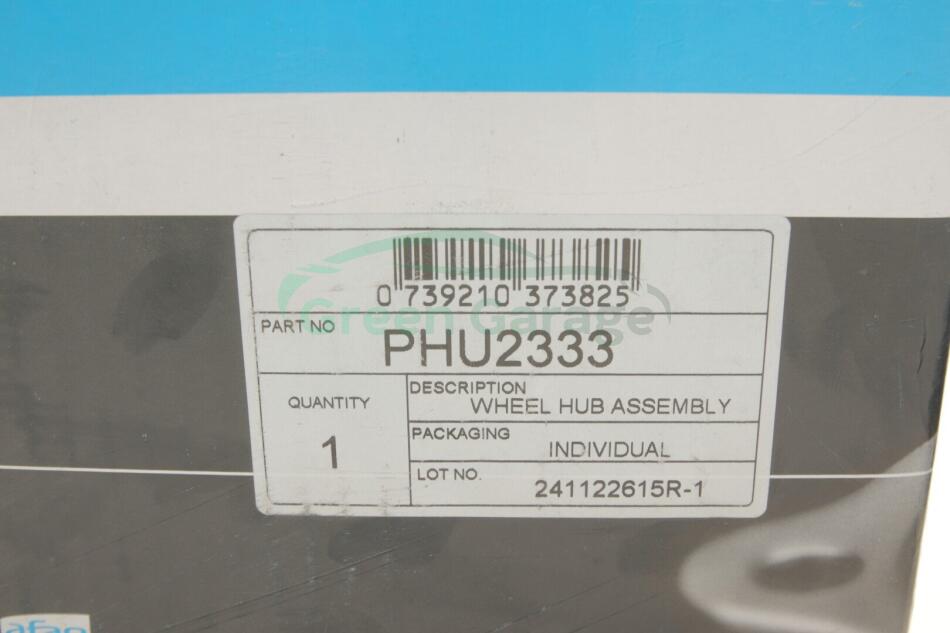 0 739210 373825
Green Garage
PART NO
PHU2333
QUANTITY
1
DESCRIPTION
WHEEL HUB ASSEMBLY
PACKAGING
INDIVIDUAL
LOT NO.
241122615R-1